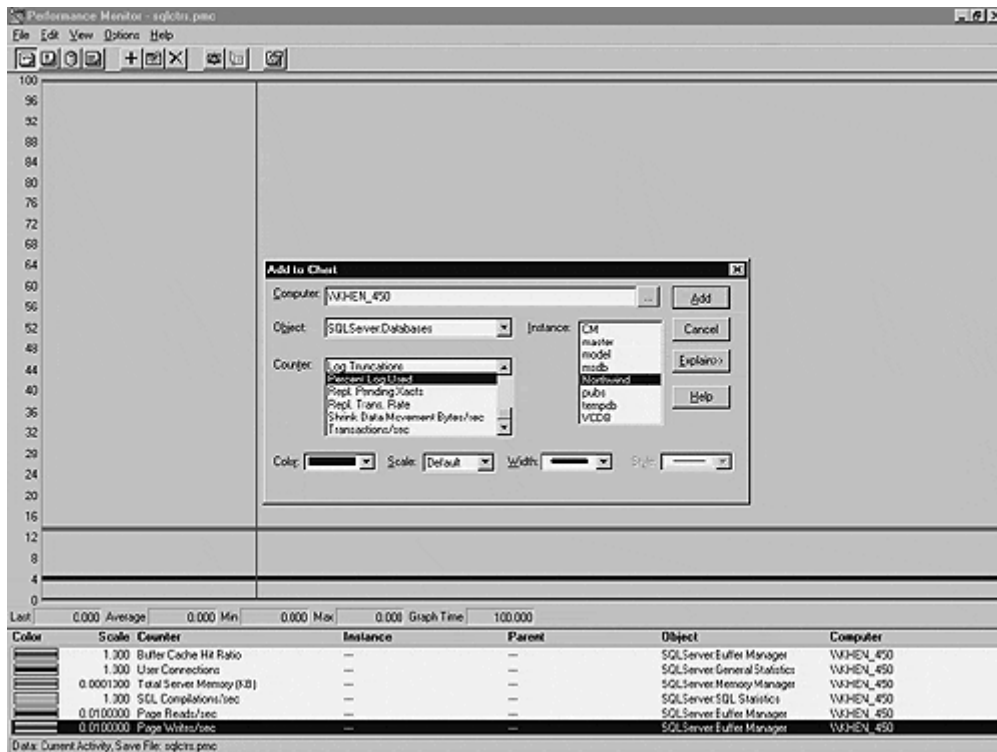 Performance Monitor - sqlctrs.pmc
File Edit View Options Help
100
96
92
88
84
80
76
72
68
64
60
56
52
48
44
40
36
32
28
24
20
16
12
8
4
0
Add to Chart
Computer: \\KHEN_450 ... Add
Object: SQLServer:Databases Instance: CM Cancel
master
model
msdb
Northwind
pubs
tempdb
VCDB
Explain>>
Help
Counter: Log Truncations
Percent Log Used
Repl. Pending Xacts
Repl. Trans. Rate
Shrink Data Movement Bytes/sec
Transactions/sec
Color: Scale: Default Width: Style:
Last 0.000 Average 0.000 Min 0.000 Max 0.000 Graph Time 100.000
Color Scale Counter Instance Parent Object Computer
1.000 Buffer Cache Hit Ratio --- --- SQLServer:Buffer Manager \\KHEN_450
1.000 User Connections --- --- SQLServer:General Statistics \\KHEN_450
0.0001000 Total Server Memory (KB) --- --- SQLServer:Memory Manager \\KHEN_450
1.000 SQL Compilations/sec --- --- SQLServer:SQL Statistics \\KHEN_450
0.0100000 Page Reads/sec --- --- SQLServer:Buffer Manager \\KHEN_450
0.0100000 Page Writes/sec --- --- SQLServer:Buffer Manager \\KHEN_450
Data: Current Activity, Save File: sqlctrs.pmc